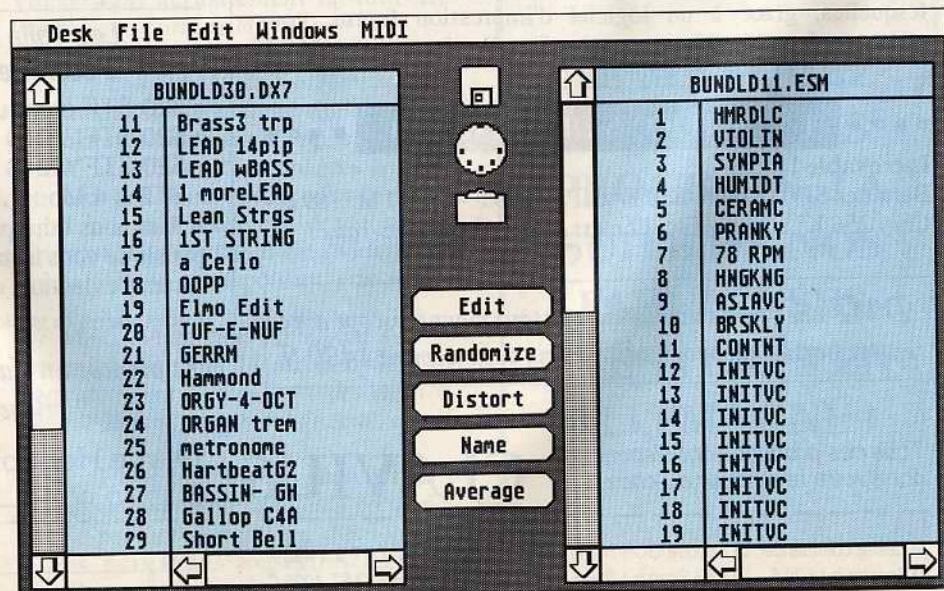 Desk File Edit Windows MIDI
BUNDLD30.DX7
11 Brass3 trp
12 LEAD 14pip
13 LEAD wBASS
14 1 moreLEAD
15 Lean Strgs
16 1ST STRING
17 a Cello
18 OQPP
19 Elmo Edit
20 TUF-E-NUF
21 GERRM
22 Hammond
23 ORGY-4-OCT
24 ORGAN trem
25 metronome
26 HartbeatG2
27 BASSIN- GH
28 Gallop C4A
29 Short Bell
Edit
Randomize
Distort
Name
Average
BUNDLD11.ESM
1 HMRDLC
2 VIOLIN
3 SYNPIA
4 HUMIDT
5 CERAMC
6 PRANKY
7 78 RPM
8 HNGKNG
9 ASIAVC
10 BRSKLY
11 CONTNT
12 INITVC
13 INITVC
14 INITVC
15 INITVC
16 INITVC
17 INITVC
18 INITVC
19 INITVC